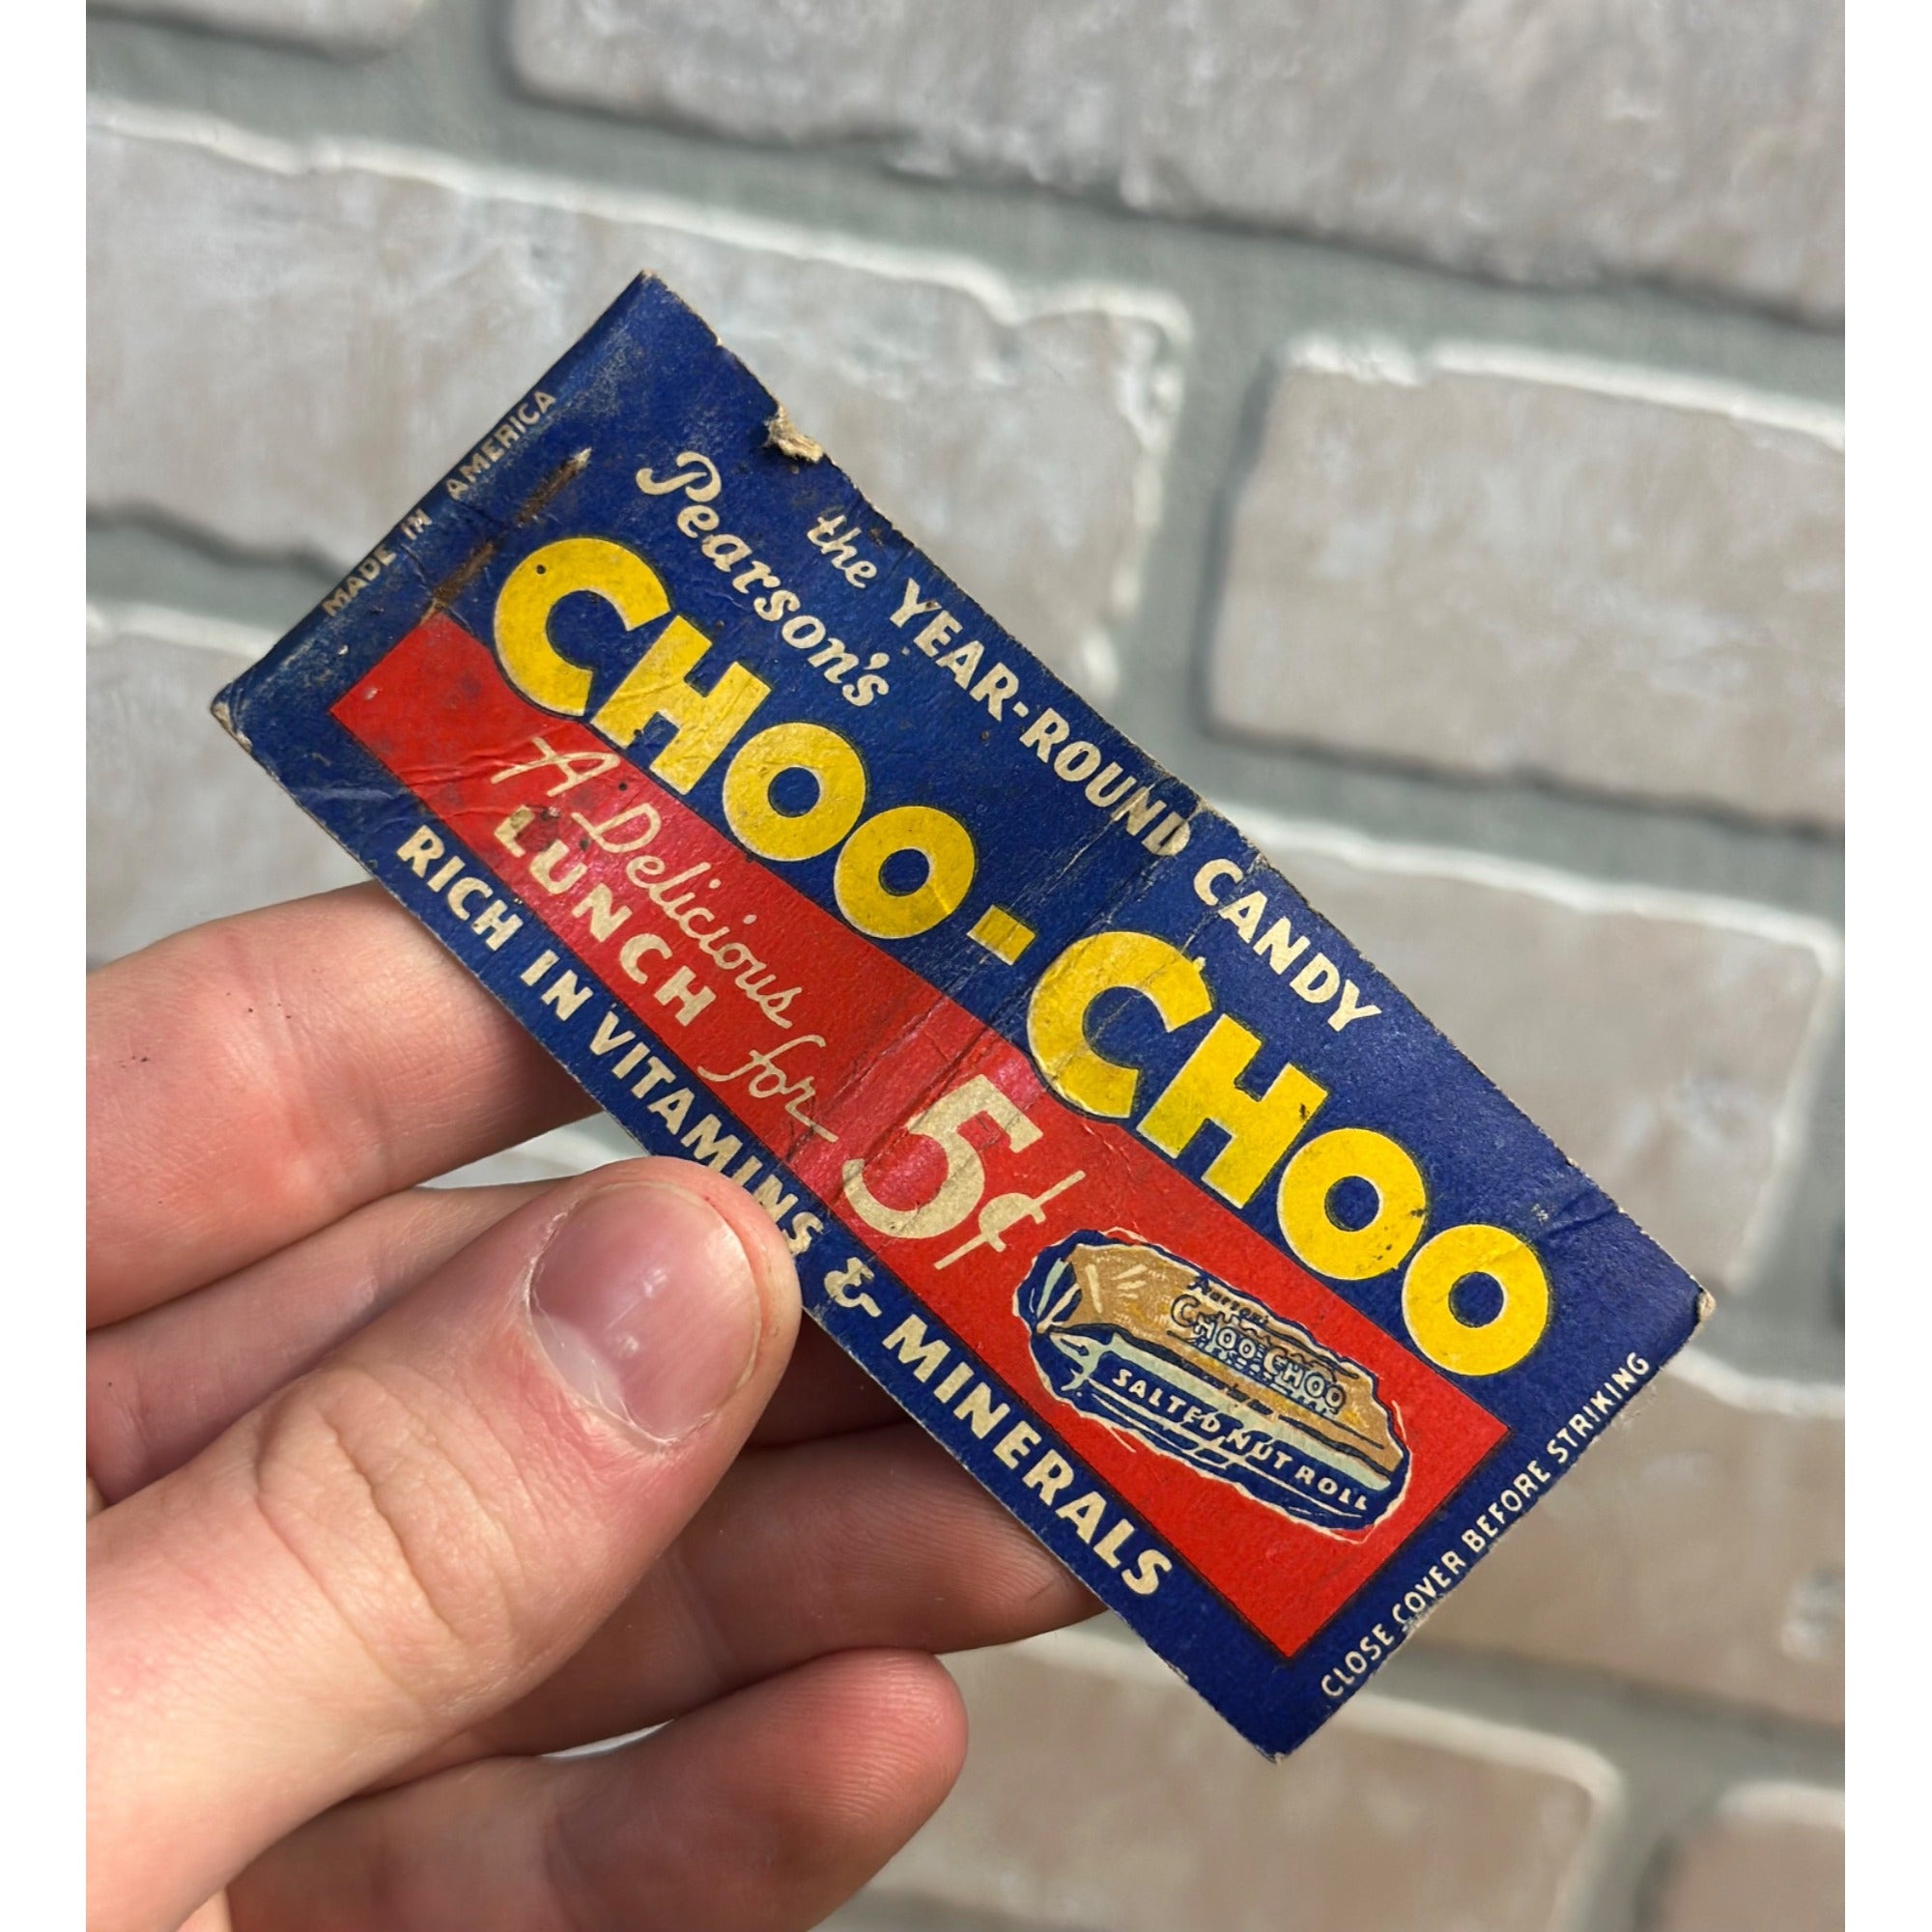 MADE IN AMERICA
the YEAR-ROUND CANDY
Pearson's
CHOO-CHOO
A Delicious for
LUNCH
5¢
Pearson's
CHOO CHOO
SALTED NUT ROLL
RICH IN VITAMINS & MINERALS
CLOSE COVER BEFORE STRIKING